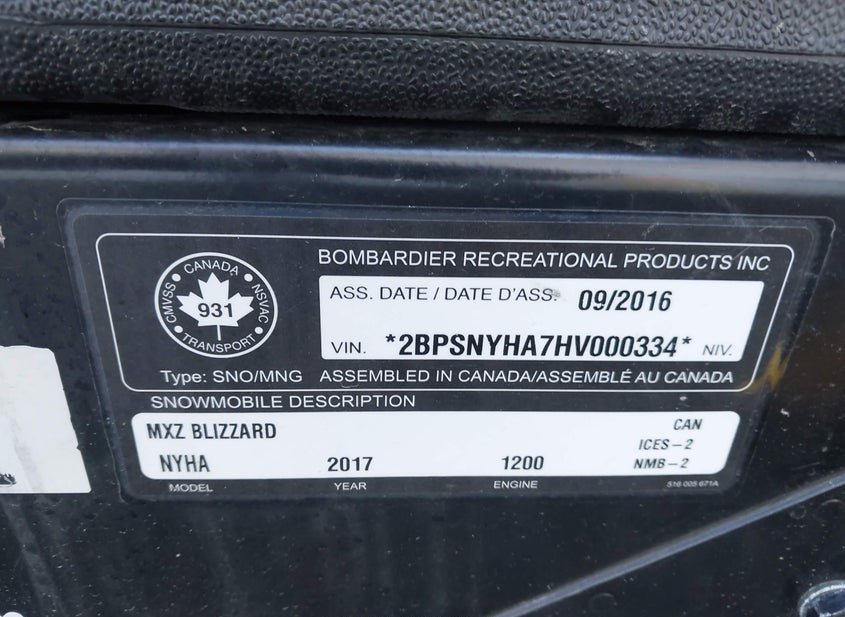 BOMBARDIER RECREATIONAL PRODUCTS INC
CANADA
CMVSS
931
NSVAC
TRANSPORT
ASS. DATE / DATE D'ASS. 09/2016
VIN. *2BPSNYHA7HV000334* NIV.
Type: SNO/MNG ASSEMBLED IN CANADA/ASSEMBLÉ AU CANADA
SNOWMOBILE DESCRIPTION
MXZ BLIZZARD CAN
ICES-2
NYHA 2017 1200 NMB-2
MODEL YEAR ENGINE 516 005 671A